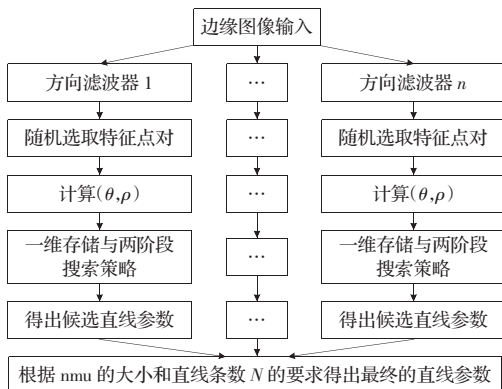 边缘图像输入
方向滤波器 1
…
方向滤波器 n
随机选取特征点对
…
随机选取特征点对
计算(θ,ρ)
…
计算(θ,ρ)
一维存储与两阶段
搜索策略
…
一维存储与两阶段
搜索策略
得出候选直线参数
…
得出候选直线参数
根据 nmu 的大小和直线条数 N 的要求得出最终的直线参数